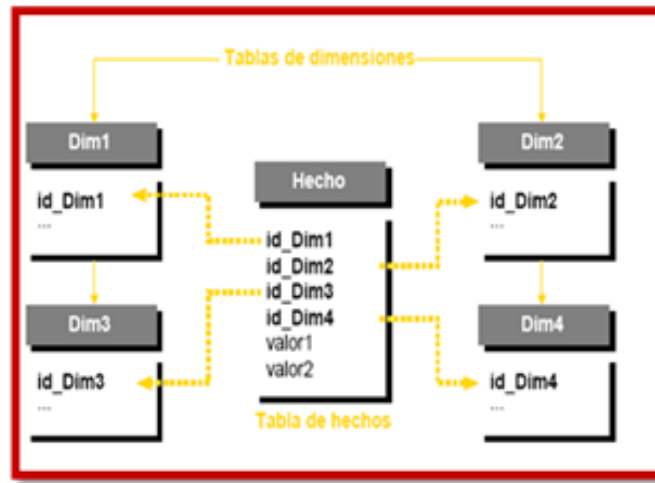 Tablas de dimensiones
Dim1
id_Dim1
...
Dim3
id_Dim3
...
Hecho
id_Dim1
id_Dim2
id_Dim3
id_Dim4
valor1
valor2
Tabla de hechos
Dim2
id_Dim2
...
Dim4
id_Dim4
...